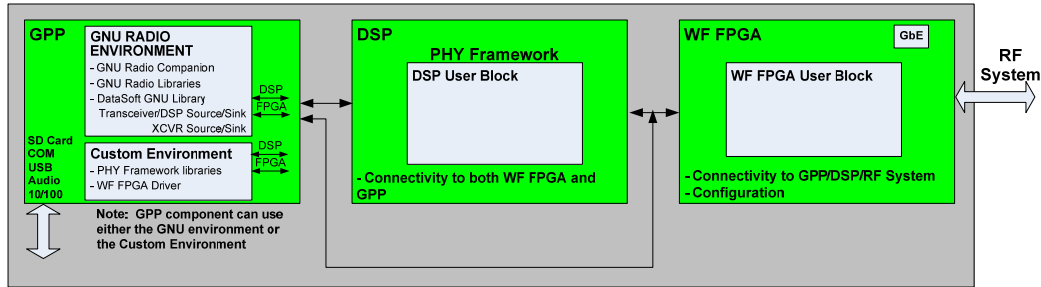 GPP
GNU RADIO
ENVIRONMENT
- GNU Radio Companion
- GNU Radio Libraries
- DataSoft GNU Library
Transceiver/DSP Source/Sink
XCVR Source/Sink
DSP
FPGA
SD Card
COM
USB
Audio
10/100
Custom Environment
- PHY Framework libraries
- WF FPGA Driver
DSP
FPGA
Note: GPP component can use
either the GNU environment or
the Custom Environment
DSP
PHY Framework
DSP User Block
- Connectivity to both WF FPGA and
GPP
WF FPGA
GbE
WF FPGA User Block
- Connectivity to GPP/DSP/RF System
- Configuration
RF
System